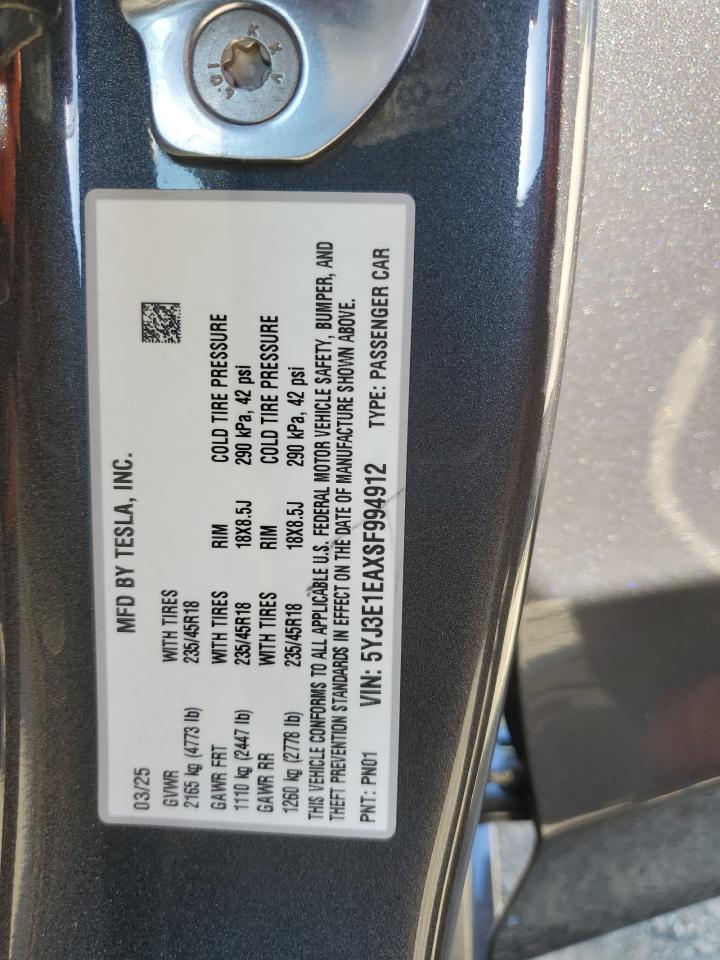 MFD BY TESLA, INC.
03/25
GVWR WITH TIRES
2165 kg (4773 lb) 235/45R18
GAWR FRT WITH TIRES RIM COLD TIRE PRESSURE
1110 kg (2447 lb) 235/45R18 18X8.5J 290 kPa, 42 psi
GAWR RR WITH TIRES RIM COLD TIRE PRESSURE
1260 kg (2778 lb) 235/45R18 18X8.5J 290 kPa, 42 psi
THIS VEHICLE CONFORMS TO ALL APPLICABLE U.S. FEDERAL MOTOR VEHICLE SAFETY, BUMPER, AND
THEFT PREVENTION STANDARDS IN EFFECT ON THE DATE OF MANUFACTURE SHOWN ABOVE.
PNT: PN01 VIN: 5YJ3E1EAXSF994912 TYPE: PASSENGER CAR